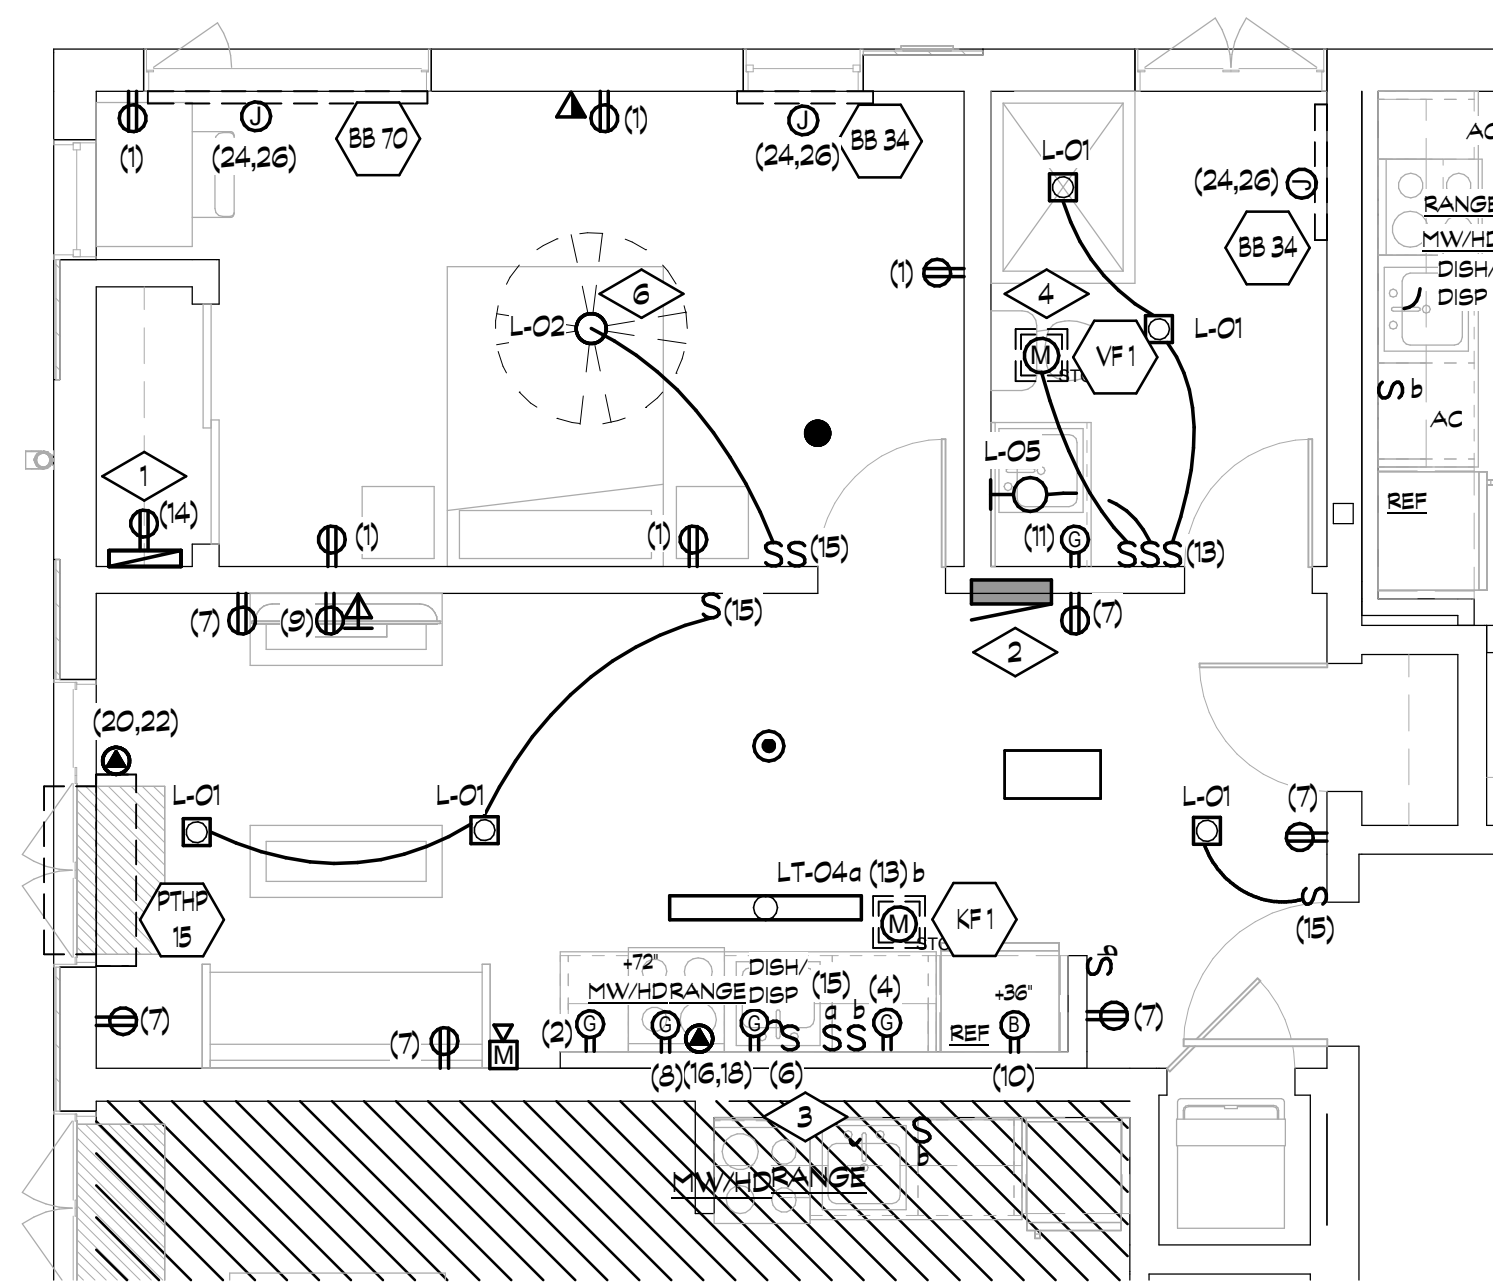 J
BB 70
(1)
J
BB 34
(1)
(24,26)
(24,26)
L-01
(24,26)
J
BB 34
AC
RANGE
MW/HD
DISH/
DISP
(1)
6
4
L-02
L-01
M
VF 1
S b
AC
1
L-05
REF
(14)
(1)
(1)
SS
(15)
(11)
G
SSS
(13)
(7)
(9)
S
(15)
(7)
2
(20,22)
L-01
L-01
L-01
(7)
LT-04a
(13) b
S
PTHP
15
M
KF 1
(15)
+72"
DISH/
DISP
MW/HD
RANGE
(15)
(4)
a
b
+36"
S b
(7)
(7)
M
(2)
G
G
G
S
SS
G
REF
B
(7)
(8)
(16,18)
(6)
(10)
3
S
b
MW/HD
RANGE